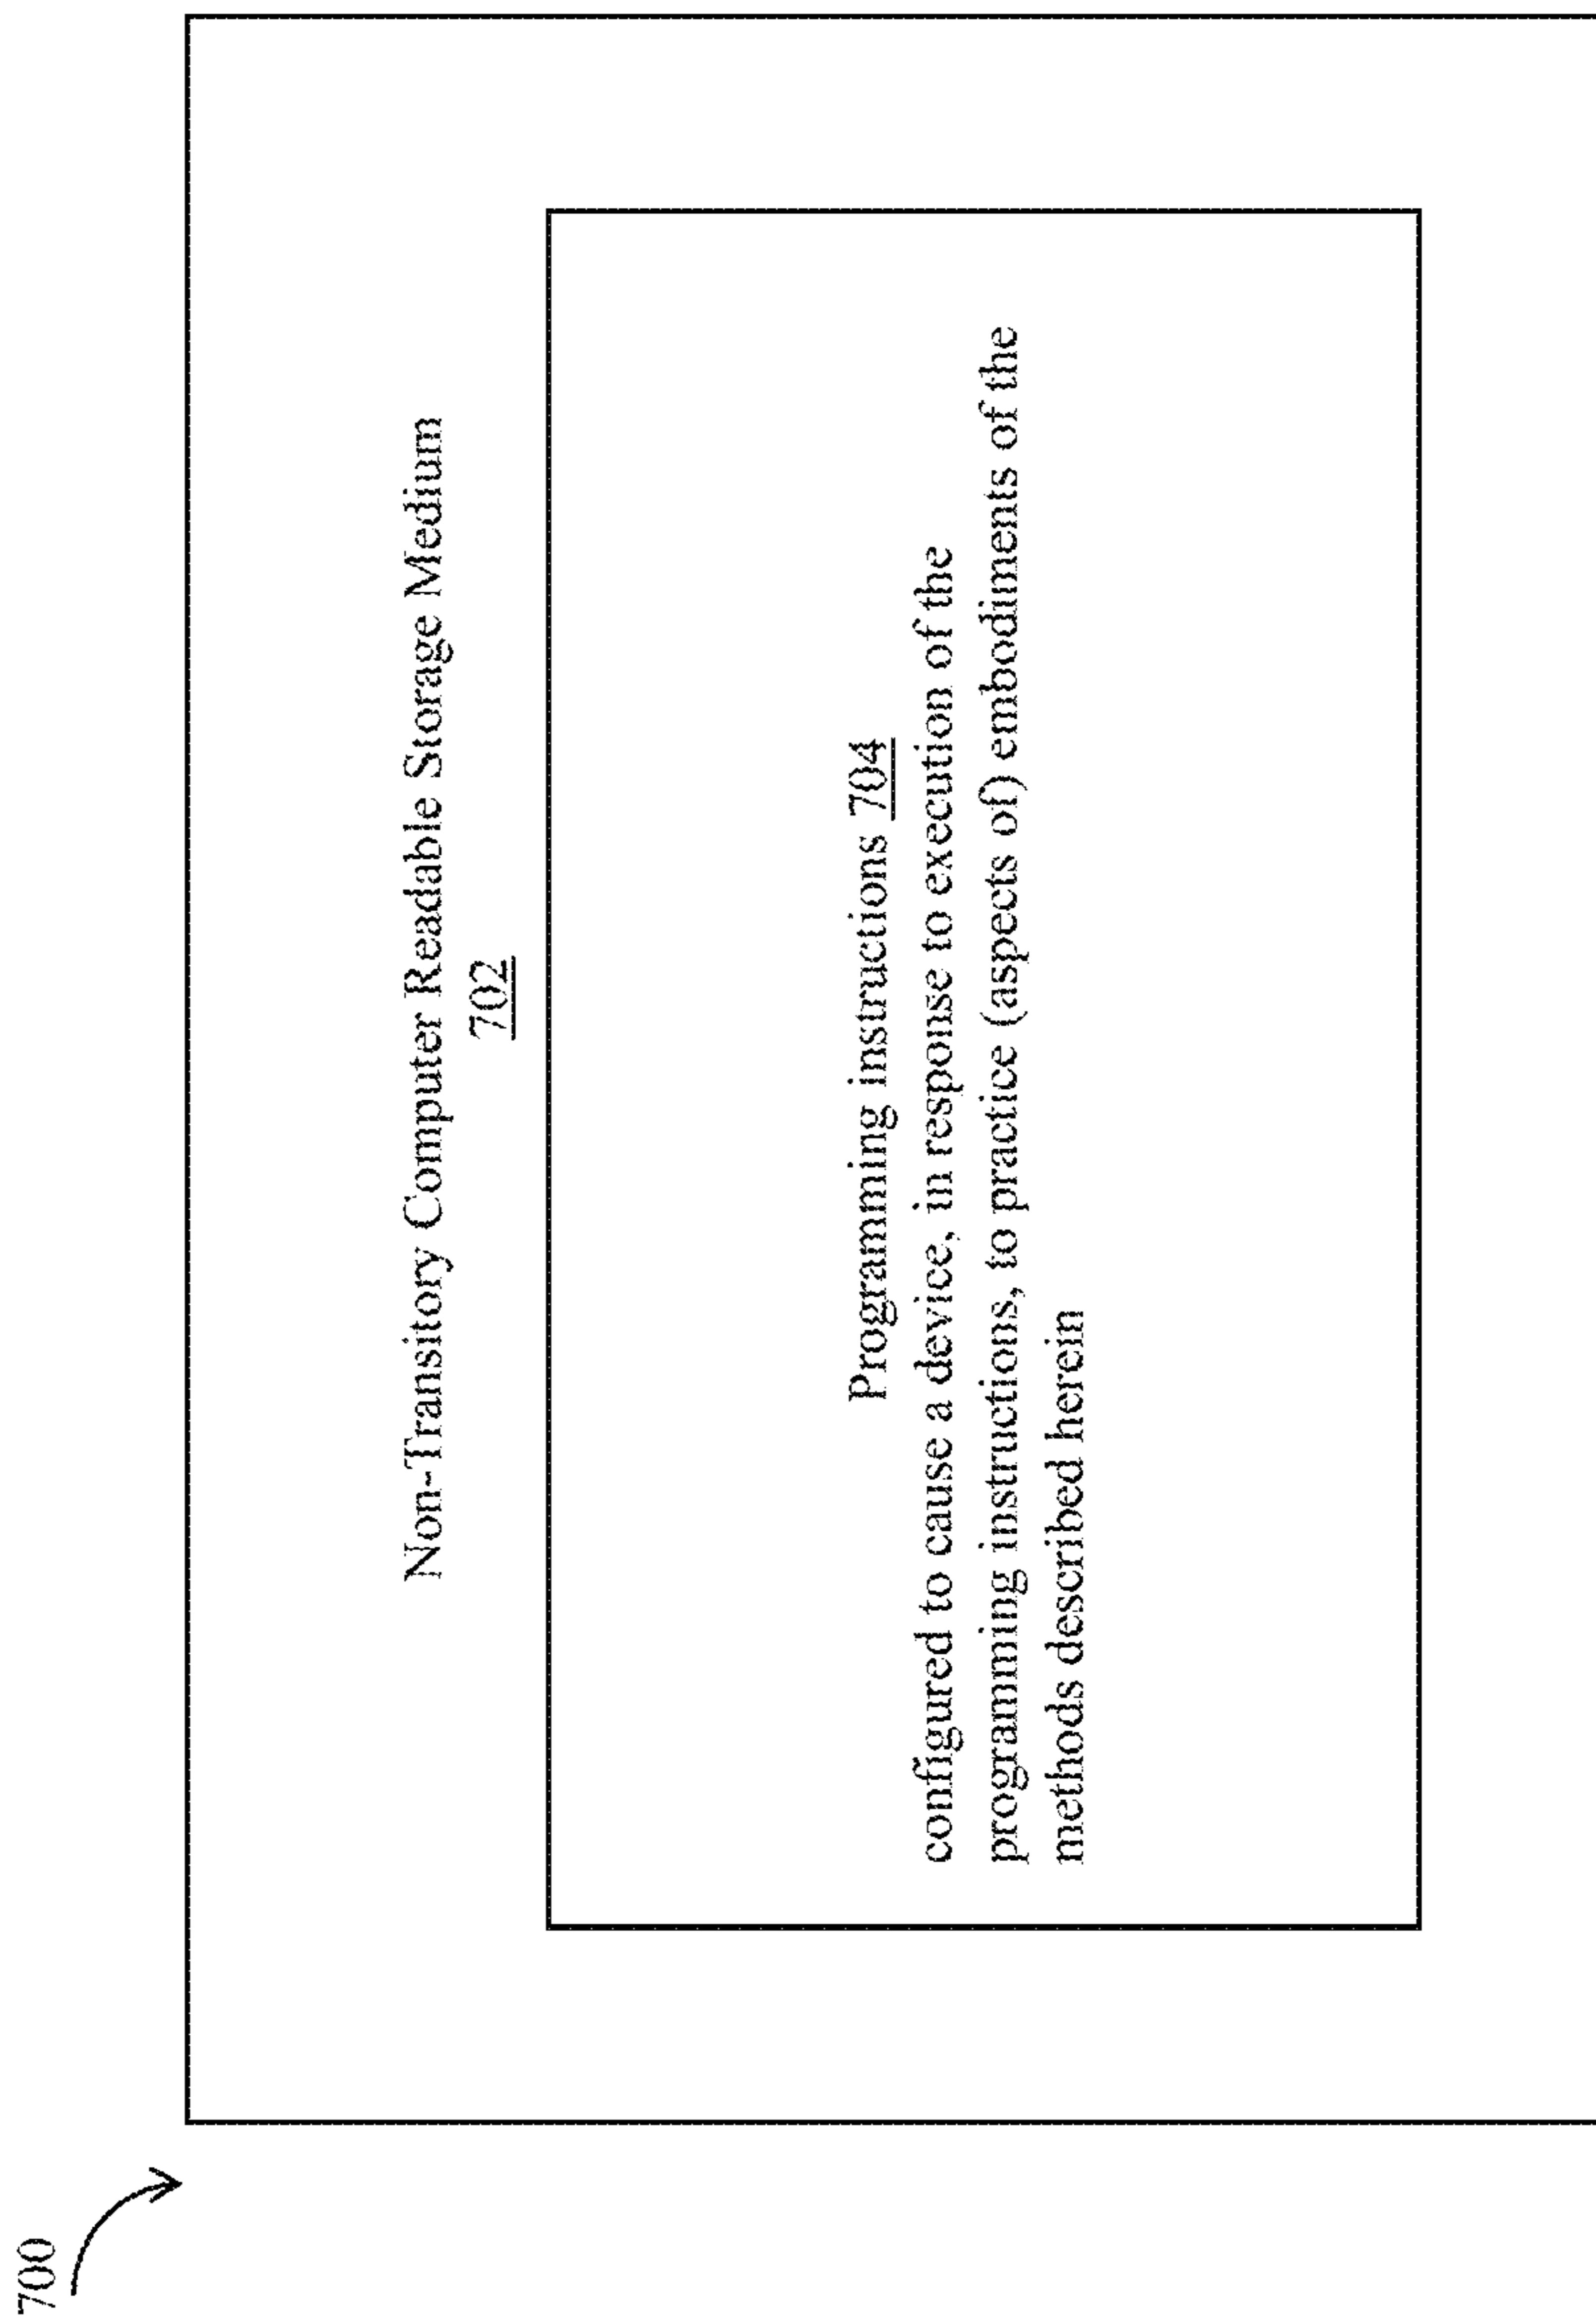 700
Non-Transitory Computer Readable Storage Medium
702
Programming instructions 704
configured to cause a device, in response to execution of the
programming instructions, to practice (aspects of) embodiments of the
methods described herein